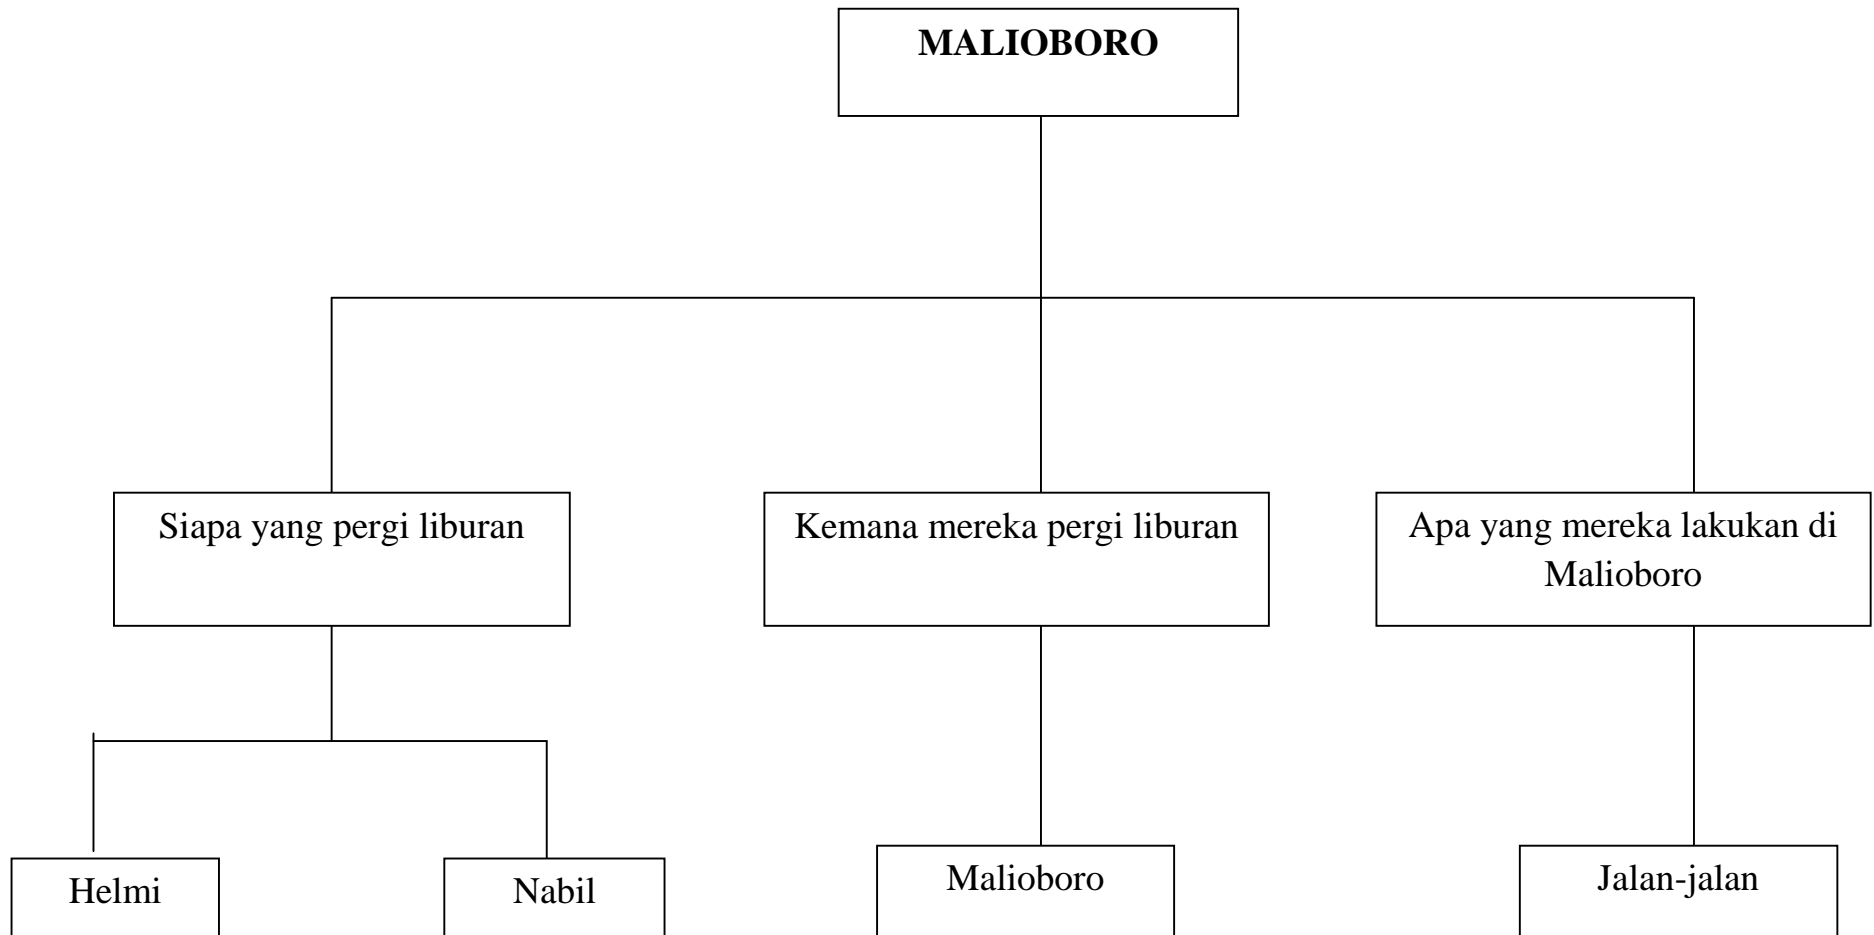 MALIOBORO
Siapa yang pergi liburan
Kemana mereka pergi liburan
Apa yang mereka lakukan di
Malioboro
Helmi
Nabil
Malioboro
Jalan-jalan